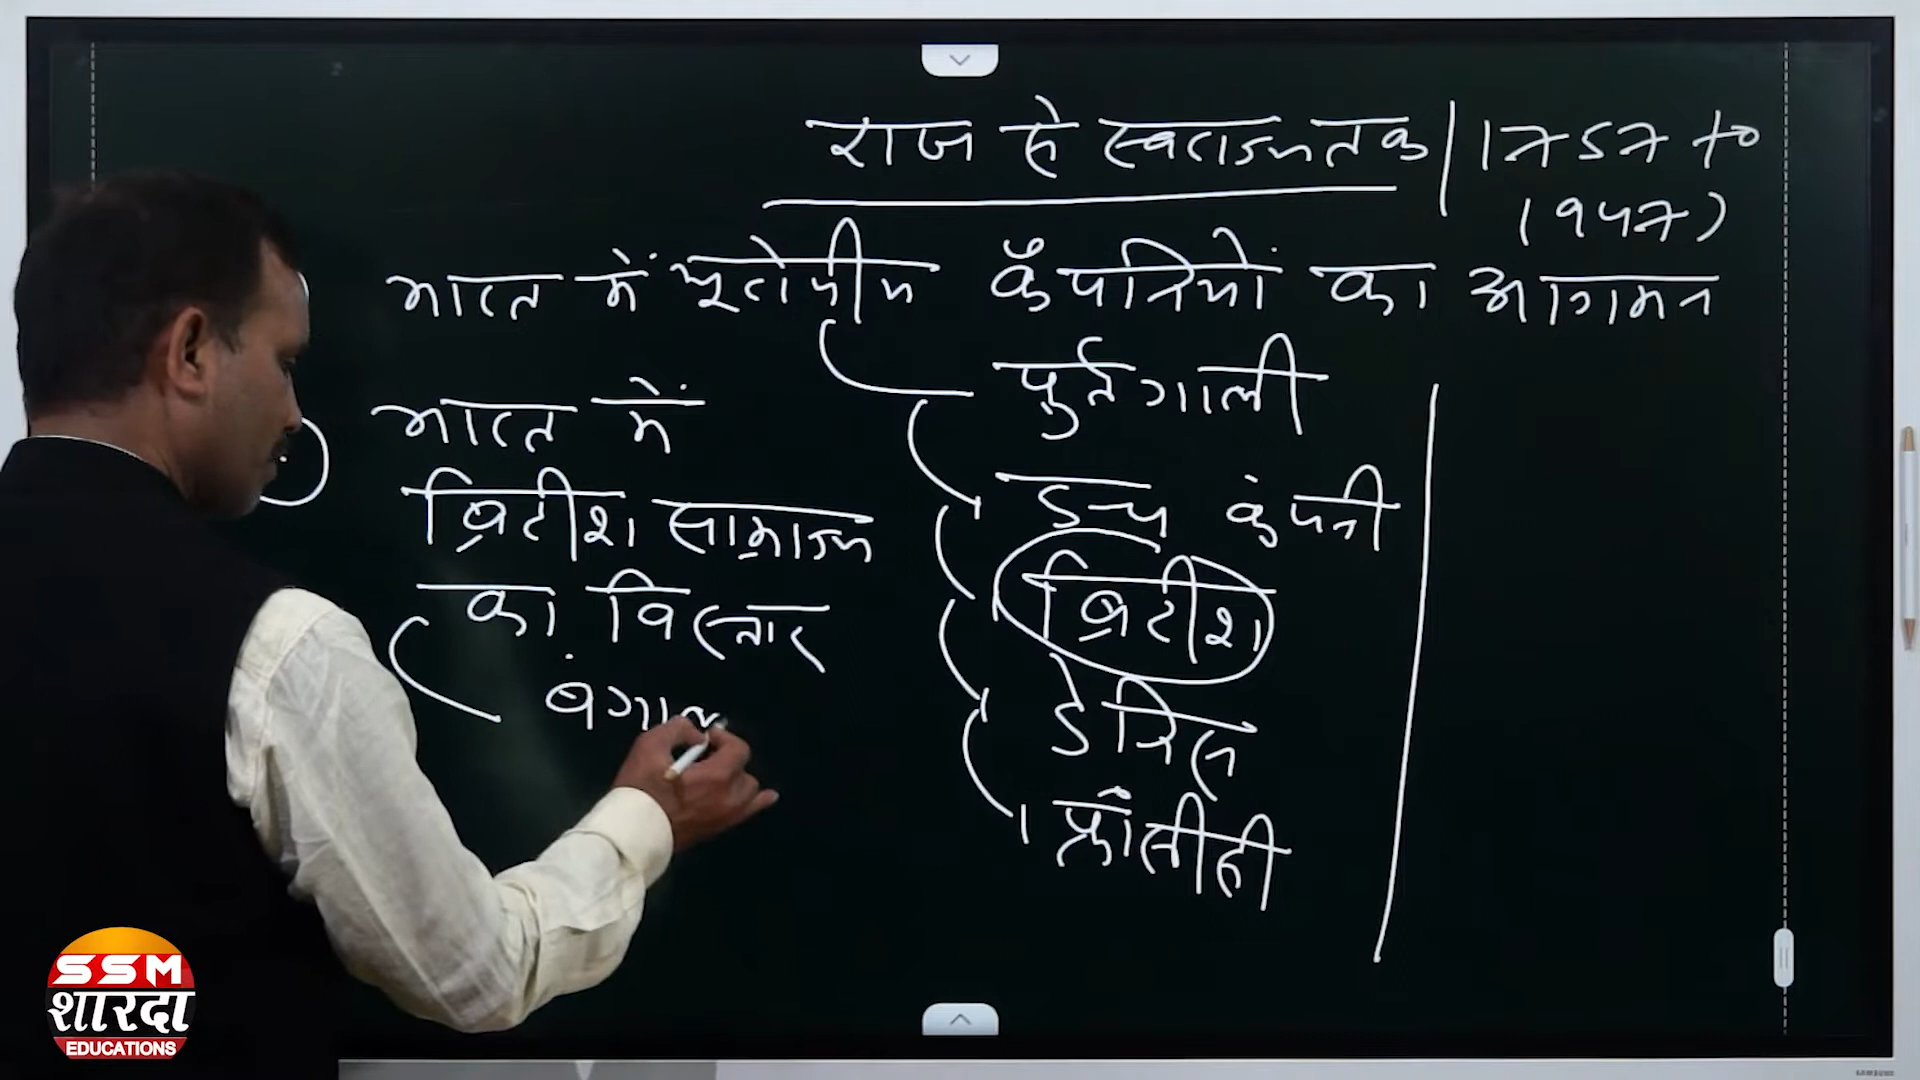 राज से स्वराज्य तक | 1757 to
1947)
भारत में यूरोपीय कँपनियों का आगमन
पुर्तगाली
भारत में
डच कंपनी
ब्रिटीश साम्राज्य
ब्रिटीश
का विस्तार
डेनिस
बंगाल
फ्राँसीसी
SSM
शारदा
EDUCATIONS